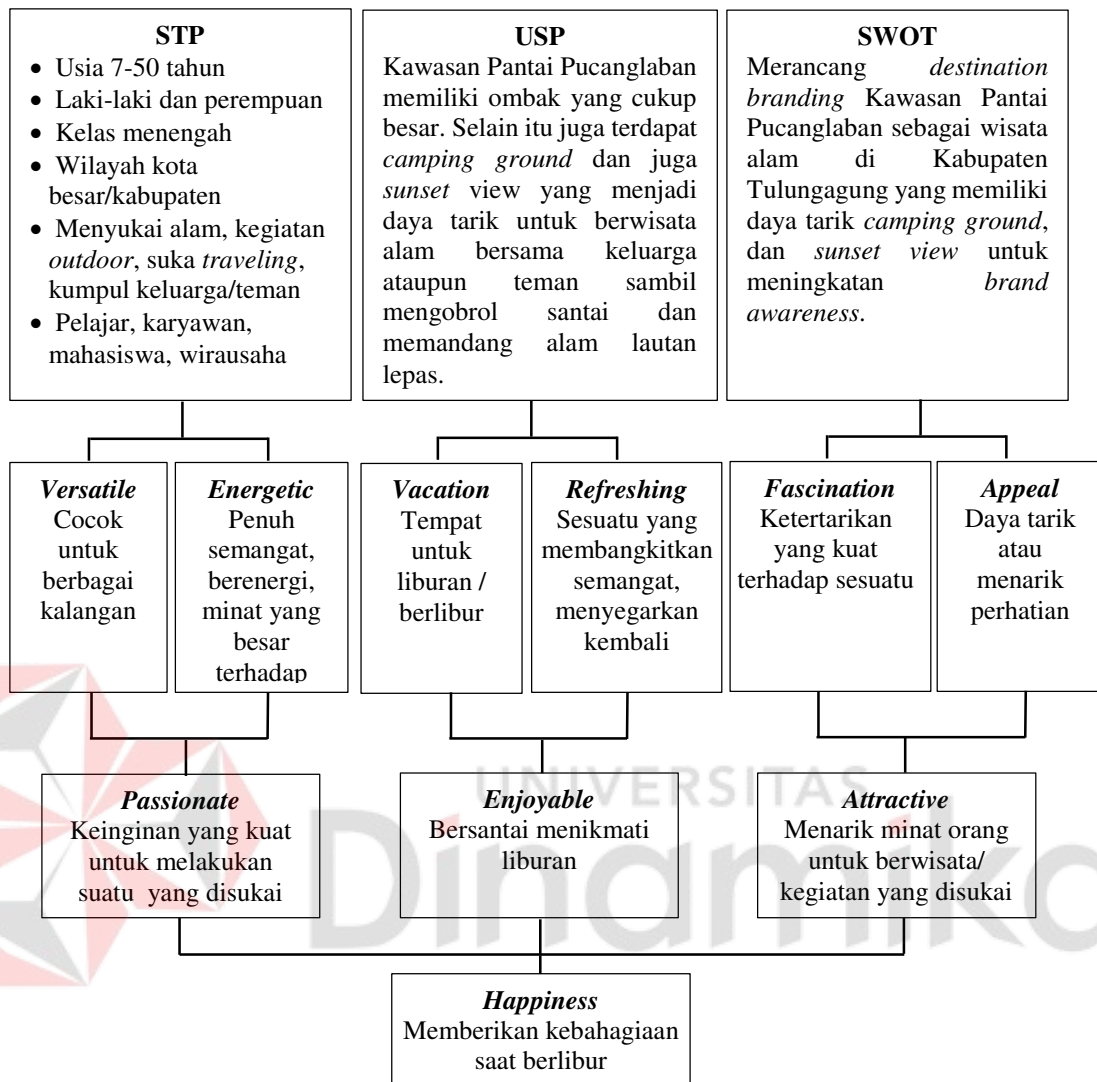 STP
• Usia 7-50 tahun
• Laki-laki dan perempuan
• Kelas menengah
• Wilayah kota
besar/kabupaten
• Menyukai alam, kegiatan
outdoor, suka traveling,
kumpul keluarga/teman
• Pelajar, karyawan,
mahasiswa, wirausaha
USP
Kawasan Pantai Pucanglaban
memiliki ombak yang cukup
besar. Selain itu juga terdapat
camping ground dan juga
sunset view yang menjadi
daya tarik untuk berwisata
alam bersama keluarga
ataupun teman sambil
mengobrol santai dan
memandang alam lautan
lepas.
SWOT
Merancang destination
branding Kawasan Pantai
Pucanglaban sebagai wisata
alam di Kabupaten
Tulungagung yang memiliki
daya tarik camping ground,
dan sunset view untuk
meningkatan brand
awareness.
Versatile
Cocok
untuk
berbagai
kalangan
Energetic
Penuh
semangat,
berenergi,
minat yang
besar
terhadap
Vacation
Tempat
untuk
liburan /
berlibur
Refreshing
Sesuatu yang
membangkitkan
semangat,
menyegarkan
kembali
Fascination
Ketertarikan
yang kuat
terhadap sesuatu
Appeal
Daya tarik
atau
menarik
perhatian
Passionate
Keinginan yang kuat
untuk melakukan
suatu yang disukai
Enjoyable
Bersantai menikmati
liburan
Attractive
Menarik minat orang
untuk berwisata/
kegiatan yang disukai
UNIVERSITAS
Dinamika
Happiness
Memberikan kebahagiaan
saat berlibur